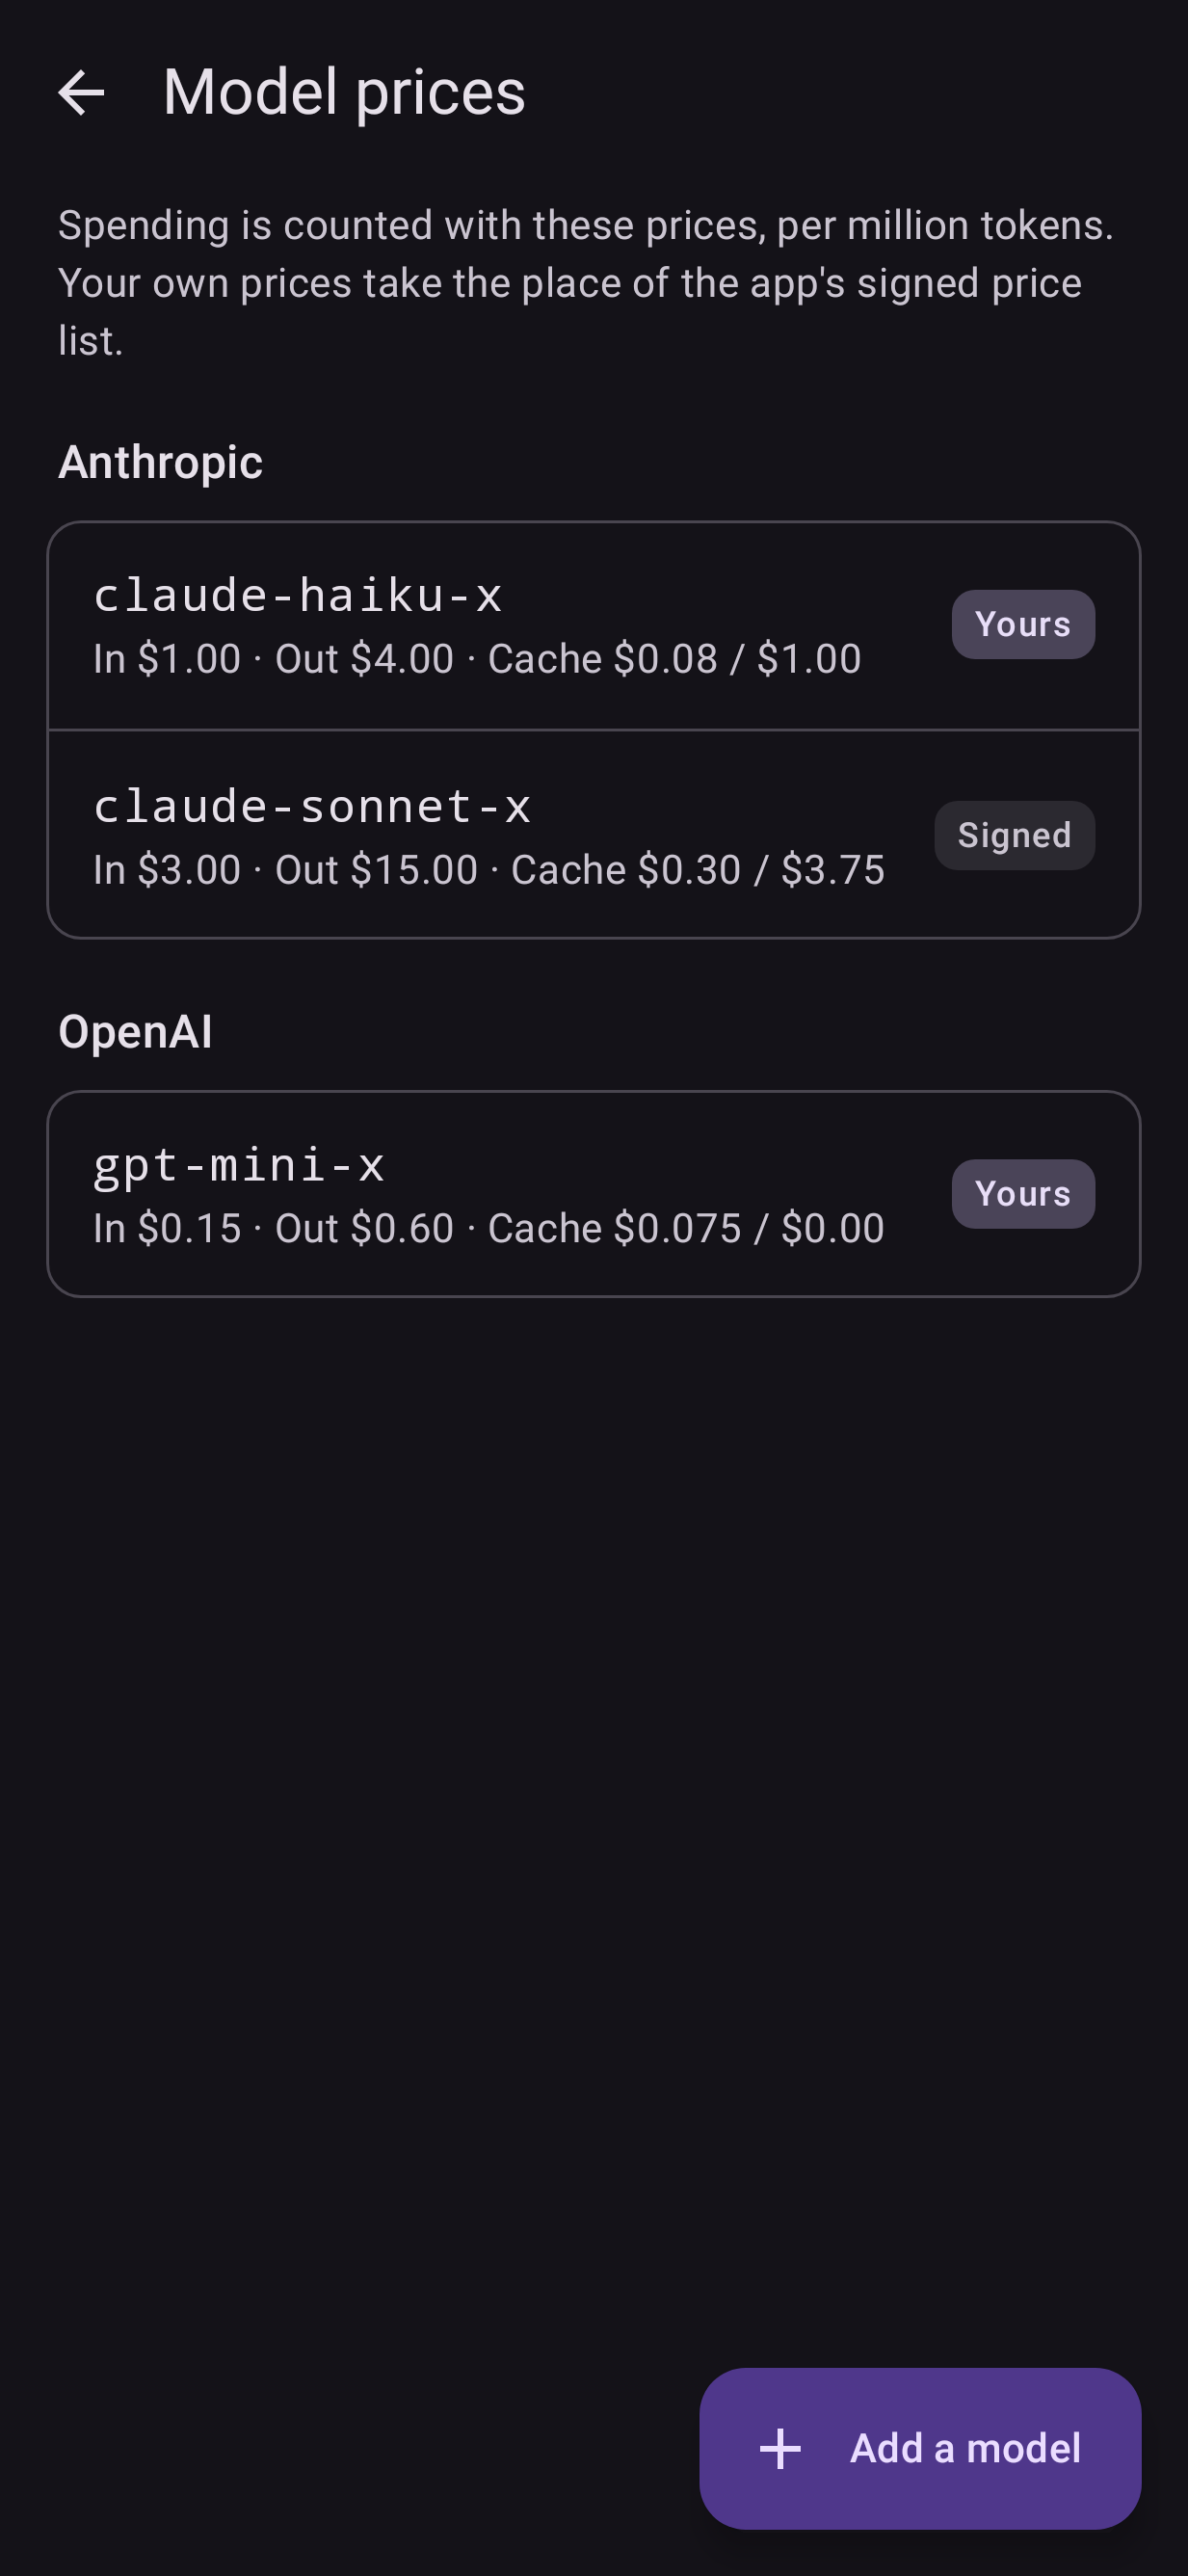 Model prices
Spending is counted with these prices, per million tokens.
Your own prices take the place of the app's signed price
list.
Anthropic
claude-haiku-x
Yours
In $1.00 · Out $4.00 · Cache $0.08 / $1.00
claude-sonnet-x
Signed
In $3.00 · Out $15.00 · Cache $0.30 / $3.75
OpenAI
gpt-mini-x
Yours
In $0.15 · Out $0.60 · Cache $0.075 / $0.00
Add a model